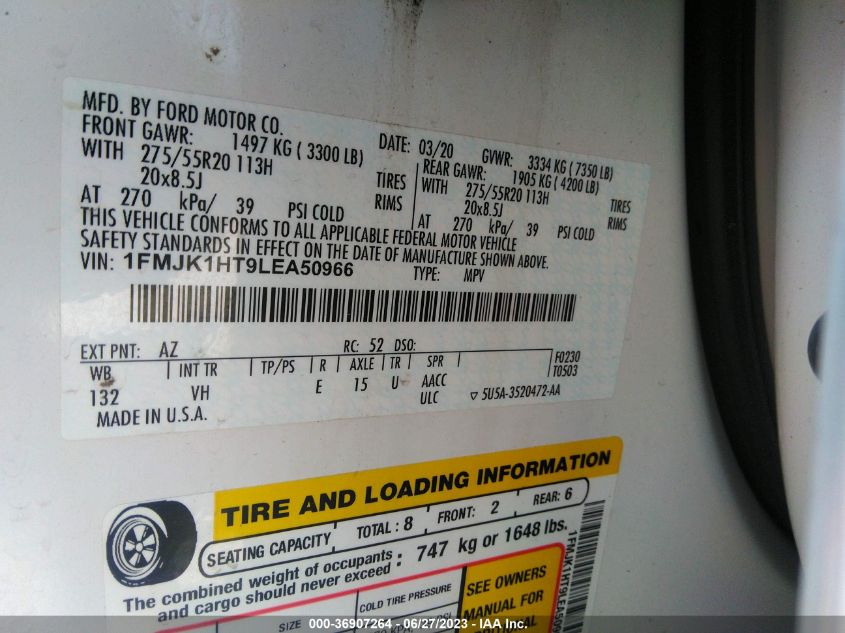 MFD. BY FORD MOTOR CO.
DATE: 03/20 GVWR: 3334 KG ( 7350 LB)
FRONT GAWR: 1497 KG ( 3300 LB)
WITH 275/55R20 113H TIRES
20x8.5J RIMS
AT 270 kPa/ 39 PSI COLD
REAR GAWR: 1905 KG ( 4200 LB)
WITH 275/55R20 113H TIRES
20x8.5J RIMS
AT 270 kPa/ 39 PSI COLD
THIS VEHICLE CONFORMS TO ALL APPLICABLE FEDERAL MOTOR VEHICLE
SAFETY STANDARDS IN EFFECT ON THE DATE OF MANUFACTURE SHOWN ABOVE.
VIN: 1FMJK1HT9LEA50966 TYPE: MPV
EXT PNT: AZ RC: 52 DSO:
WB INT TR TP/PS R AXLE TR SPR F0230
T0503
132 VH E 15 U AACC
ULC ▽ 5U5A-3520472-AA
MADE IN U.S.A.
TIRE AND LOADING INFORMATION
SEATING CAPACITY TOTAL : 8 FRONT: 2 REAR: 6
The combined weight of occupants
and cargo should never exceed : 747 kg or 1648 lbs.
SIZE COLD TIRE PRESSURE
SEE OWNERS
MANUAL FOR
000-36907264 - 06/27/2023 - IAA Inc.